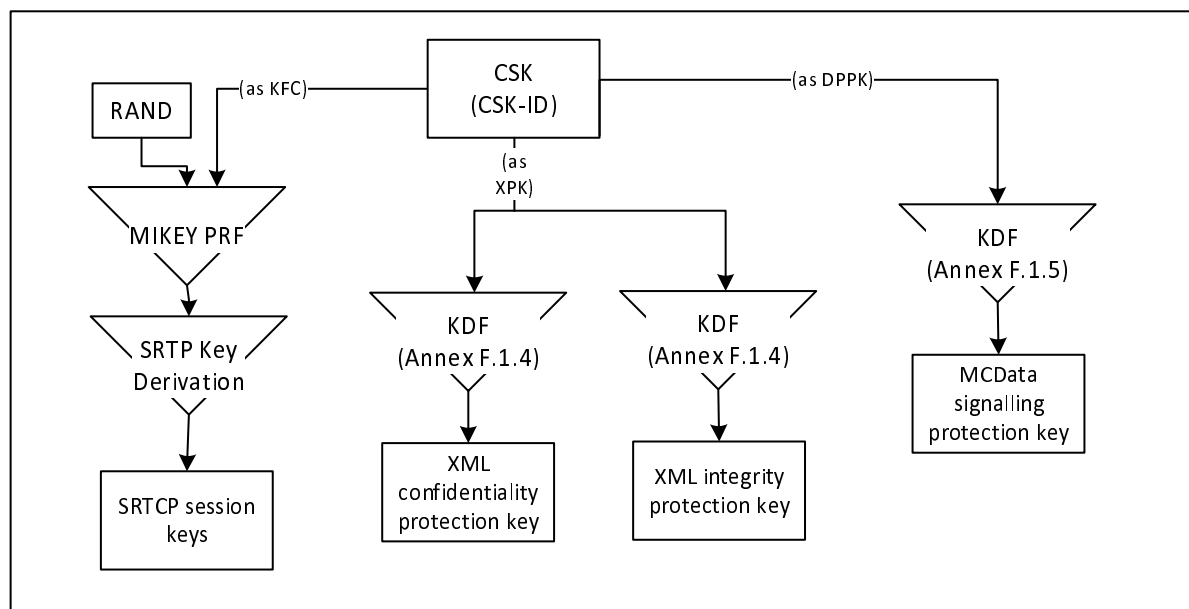 CSK
(CSK-ID)
(as KFC)
(as DPPK)
RAND
(as
XPK)
MIKEY PRF
KDF
(Annex F.1.5)
SRTP Key
Derivation
KDF
(Annex F.1.4)
KDF
(Annex F.1.4)
MCData
signalling
protection key
XML
confidentiality
protection key
XML integrity
protection key
SRTCP session
keys